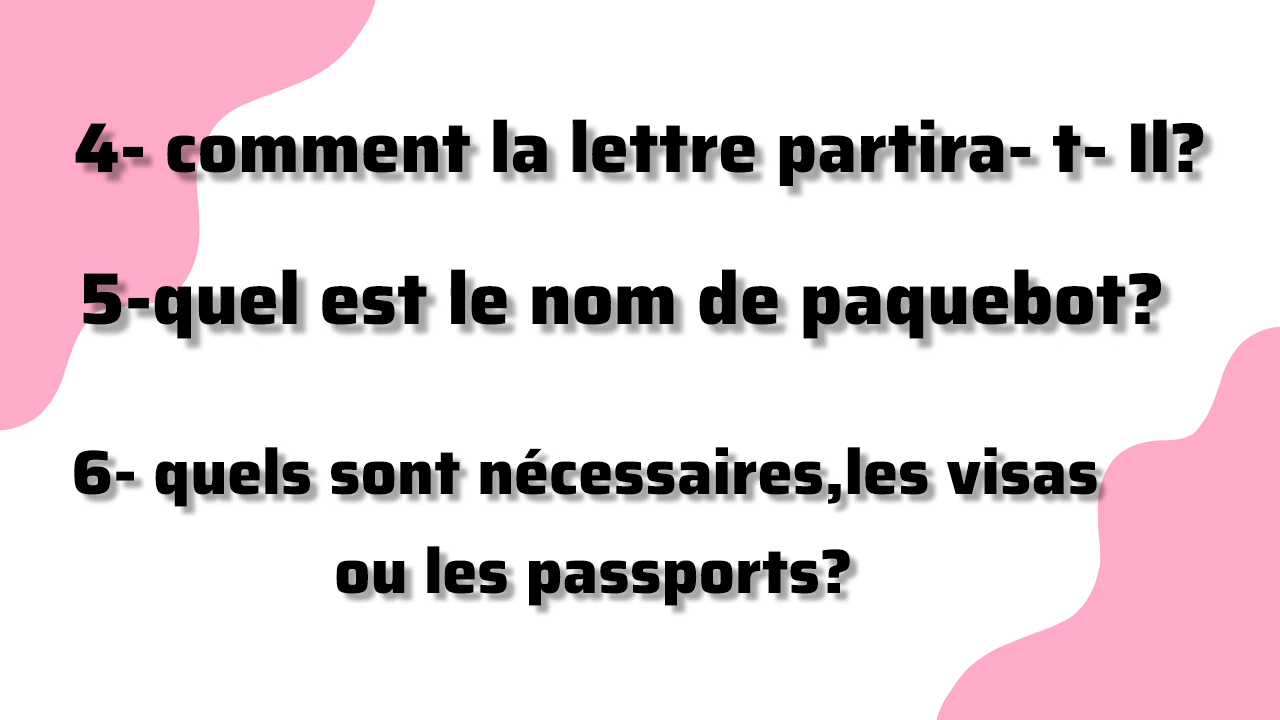 4- comment la lettre partira- t- Il?
5-quel est le nom de paquebot?
6- quels sont nécessaires,les visas
ou les passports?